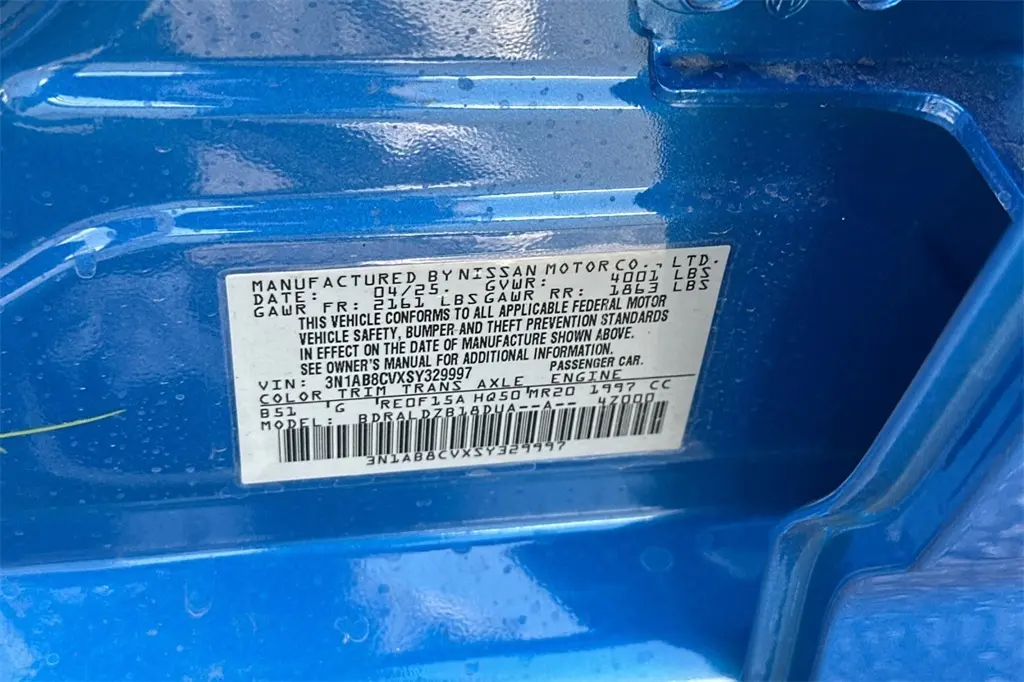 MANUFACTURED BY NISSAN MOTOR CO., LTD.
DATE: 04/25. GVWR: 4001 LBS
GAWR FR: 2161 LBS GAWR RR: 1863 LBS
THIS VEHICLE CONFORMS TO ALL APPLICABLE FEDERAL MOTOR
VEHICLE SAFETY, BUMPER AND THEFT PREVENTION STANDARDS
IN EFFECT ON THE DATE OF MANUFACTURE SHOWN ABOVE.
SEE OWNER'S MANUAL FOR ADDITIONAL INFORMATION.
VIN: 3N1AB8CVXSY329997 PASSENGER CAR.
COLOR TRIM TRANS AXLE ENGINE
B51 G RE0F15A HQ50 MR20 1997 CC
MODEL: BDRALDZB18DUA--A-- 47000
3N1AB8CVXSY329997